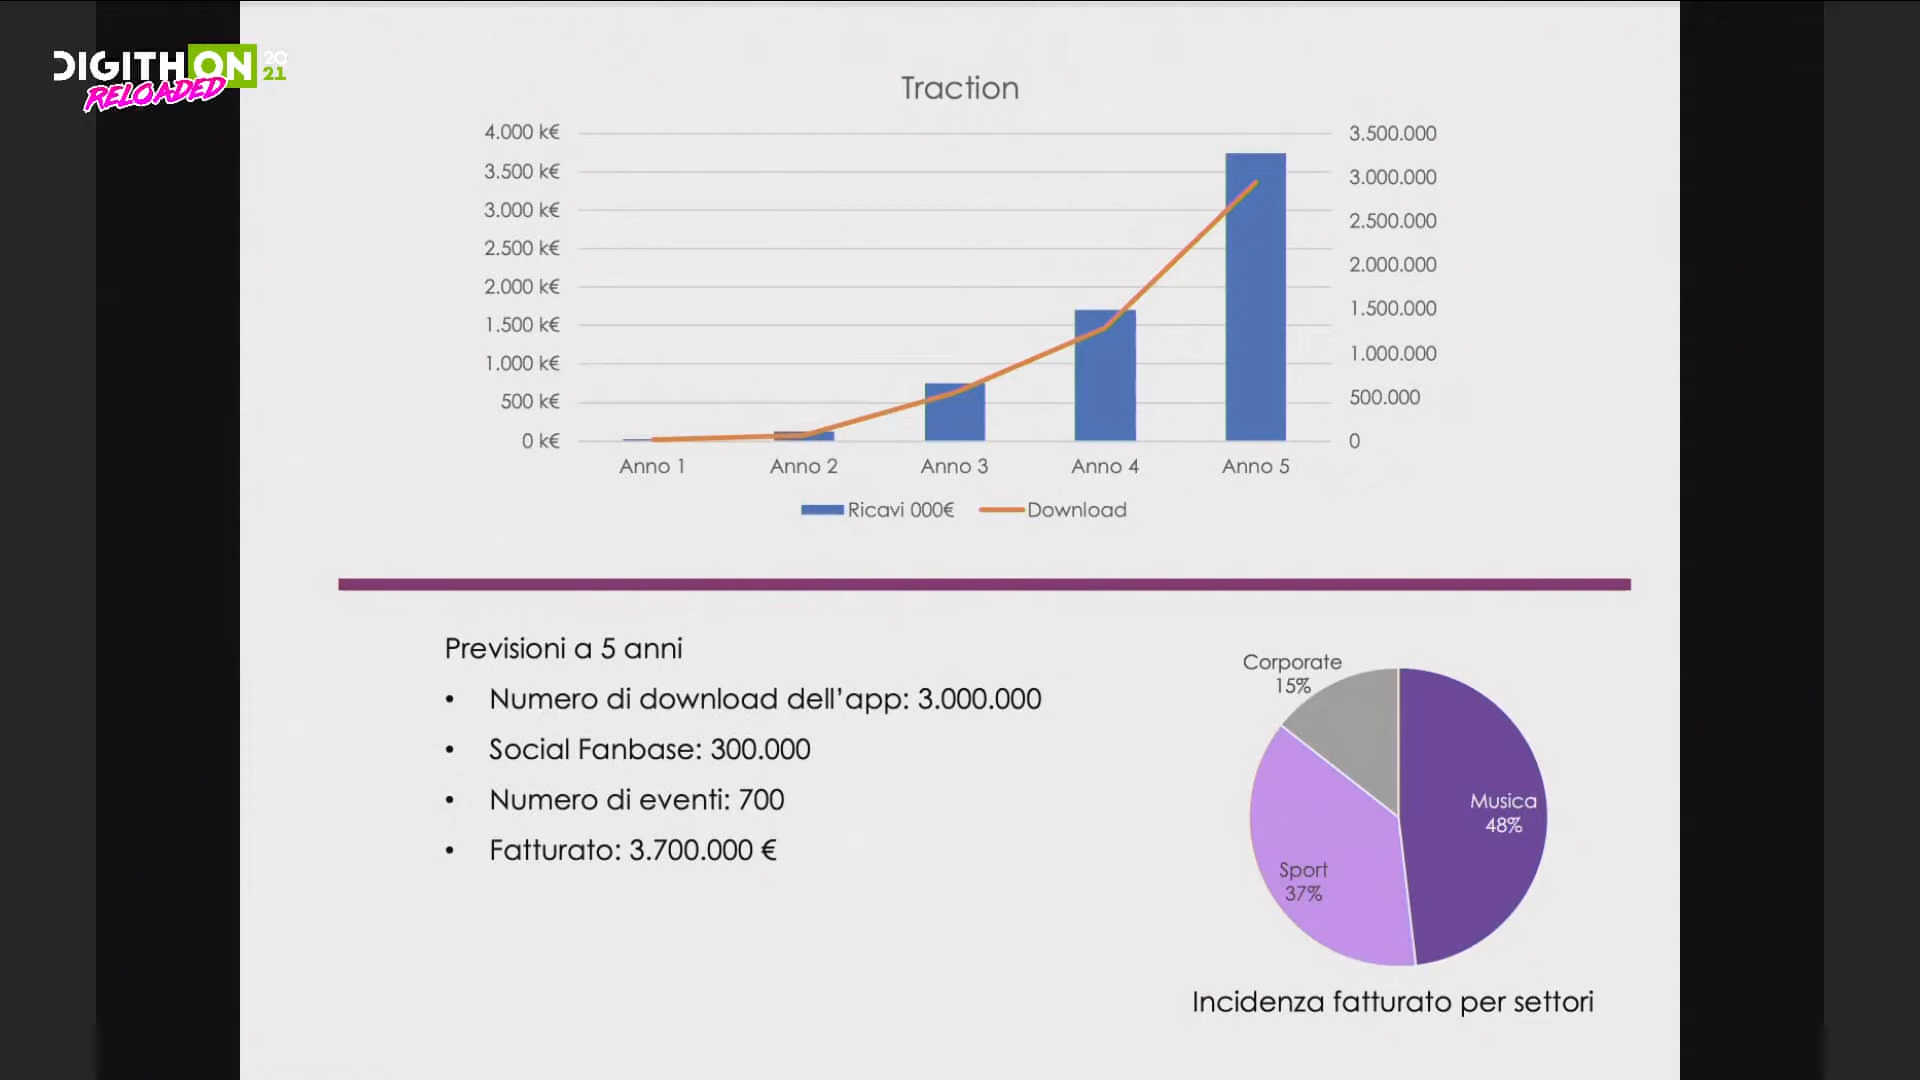 DIGITHON 20
21
RELOADED
Traction
4.000 k€
3.500 k€
3.000 k€
2.500 k€
2.000 k€
1.500 k€
1.000 k€
500 k€
0 k€
3.500.000
3.000.000
2.500.000
2.000.000
1.500.000
1.000.000
500.000
0
Anno 1 Anno 2 Anno 3 Anno 4 Anno 5
Ricavi 000€ Download
Previsioni a 5 anni
• Numero di download dell’app: 3.000.000
• Social Fanbase: 300.000
• Numero di eventi: 700
• Fatturato: 3.700.000 €
Corporate
15%
Musica
48%
Sport
37%
Incidenza fatturato per settori